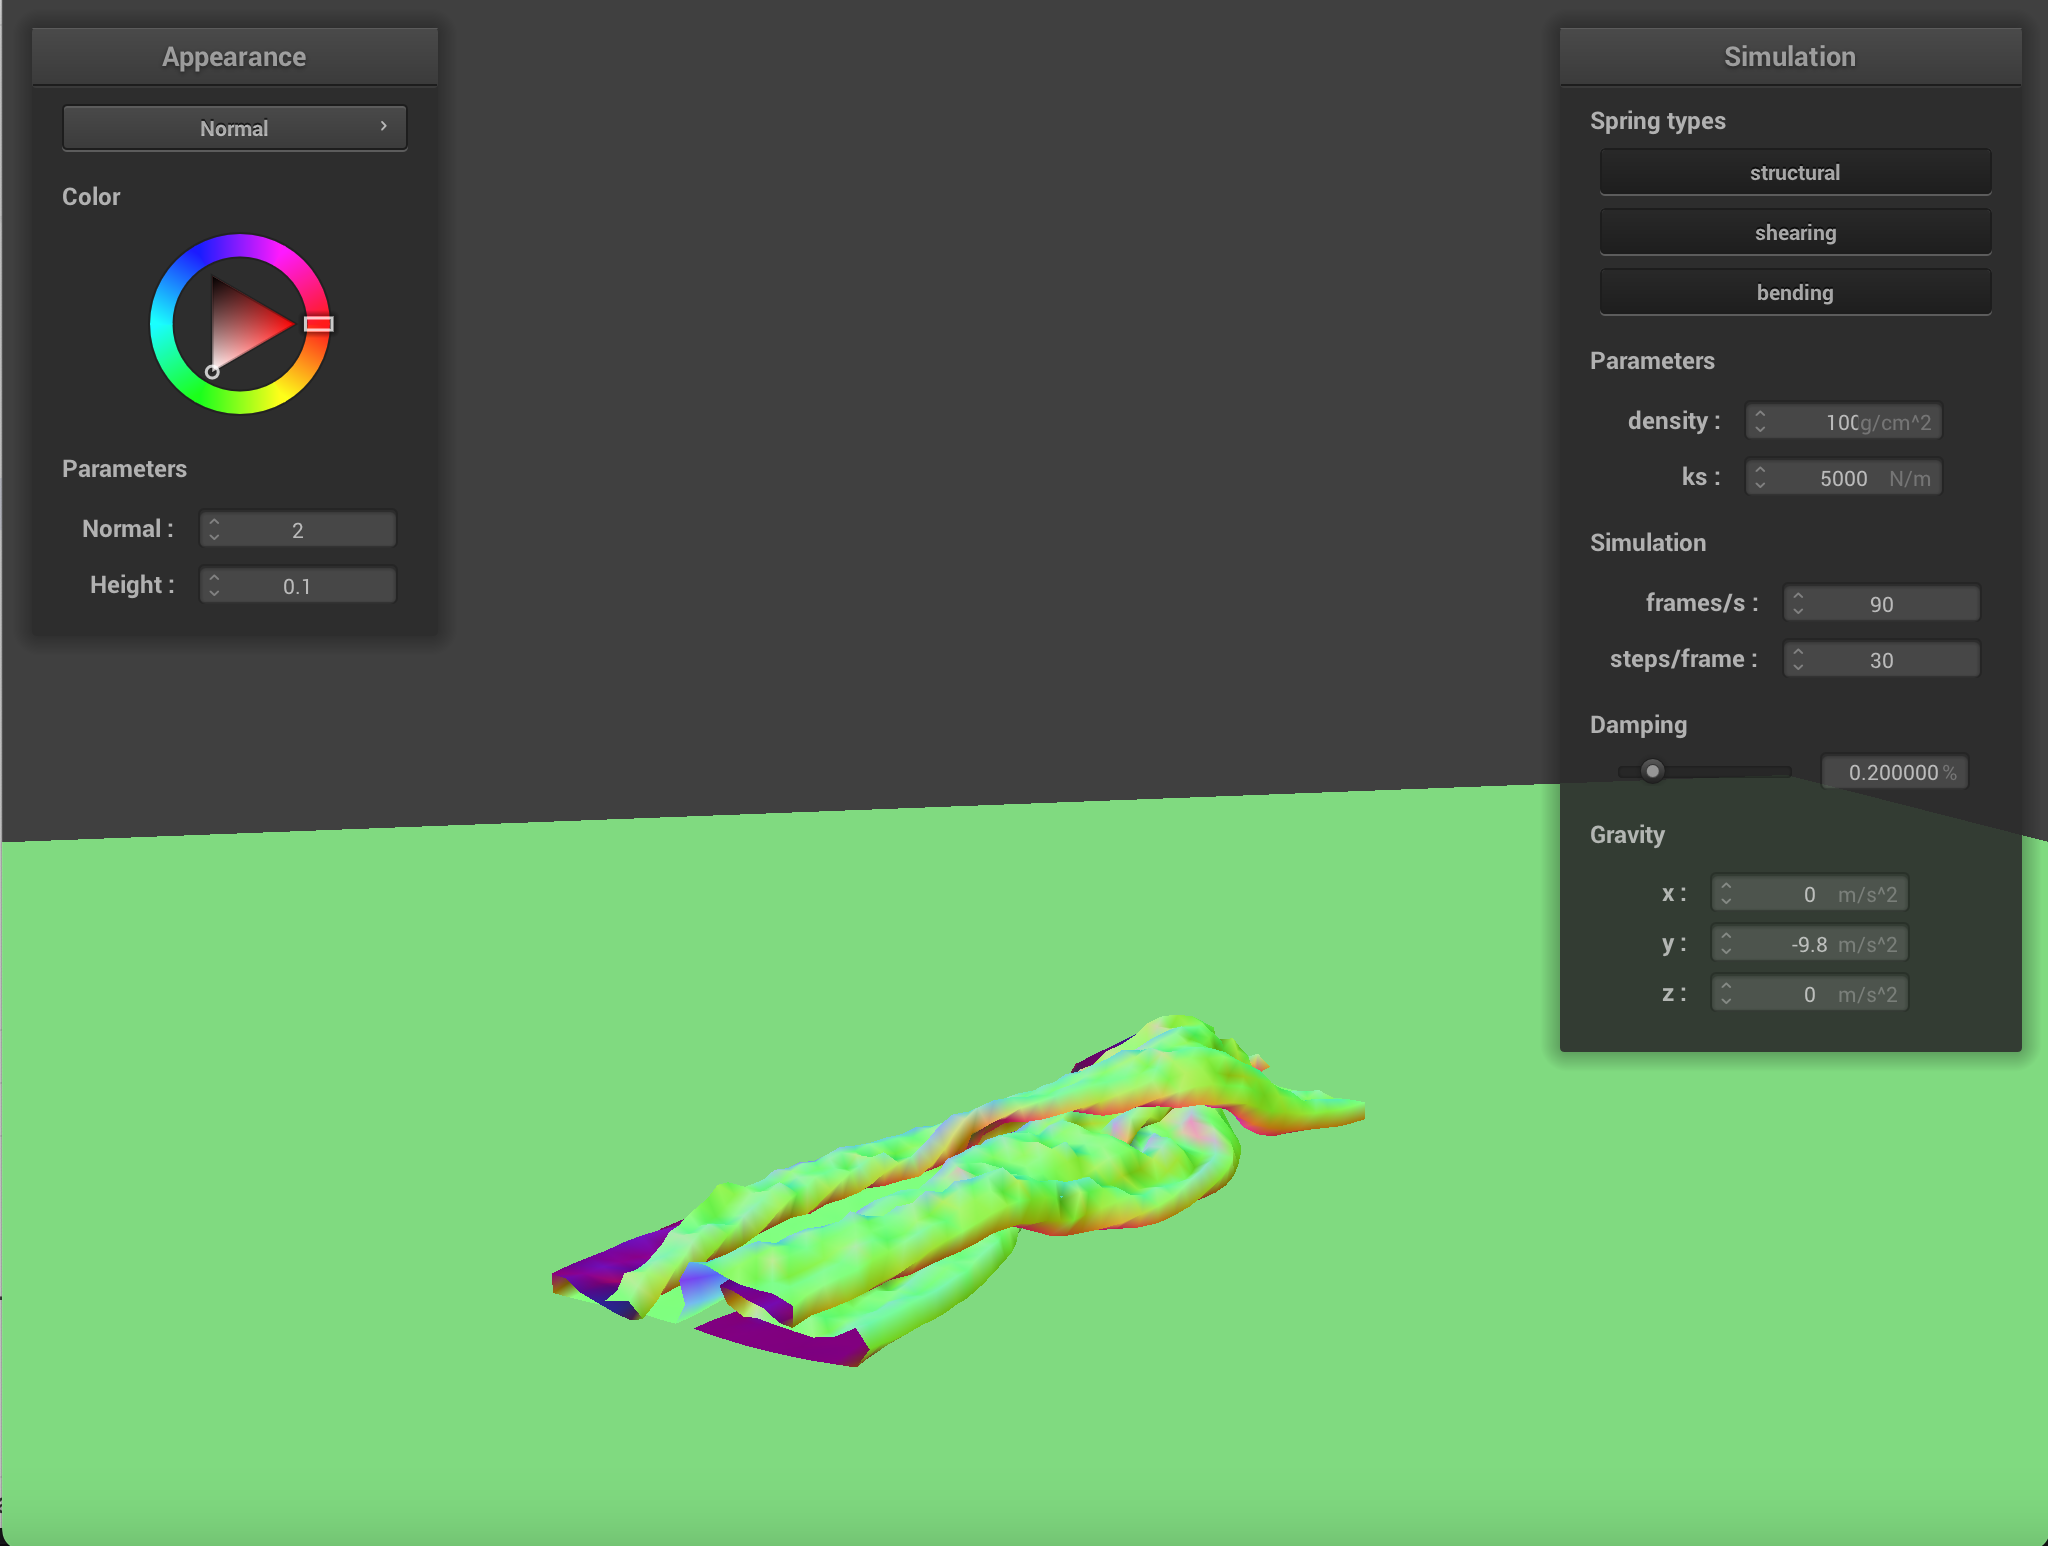 Appearance
Normal
Color
Parameters
Normal : 2
Height : 0.1
Simulation
Spring types
structural
shearing
bending
Parameters
density : 100 g/cm^2
ks : 5000 N/m
Simulation
frames/s : 90
steps/frame : 30
Damping
0.200000 %
Gravity
x : 0 m/s^2
y : -9.8 m/s^2
z : 0 m/s^2